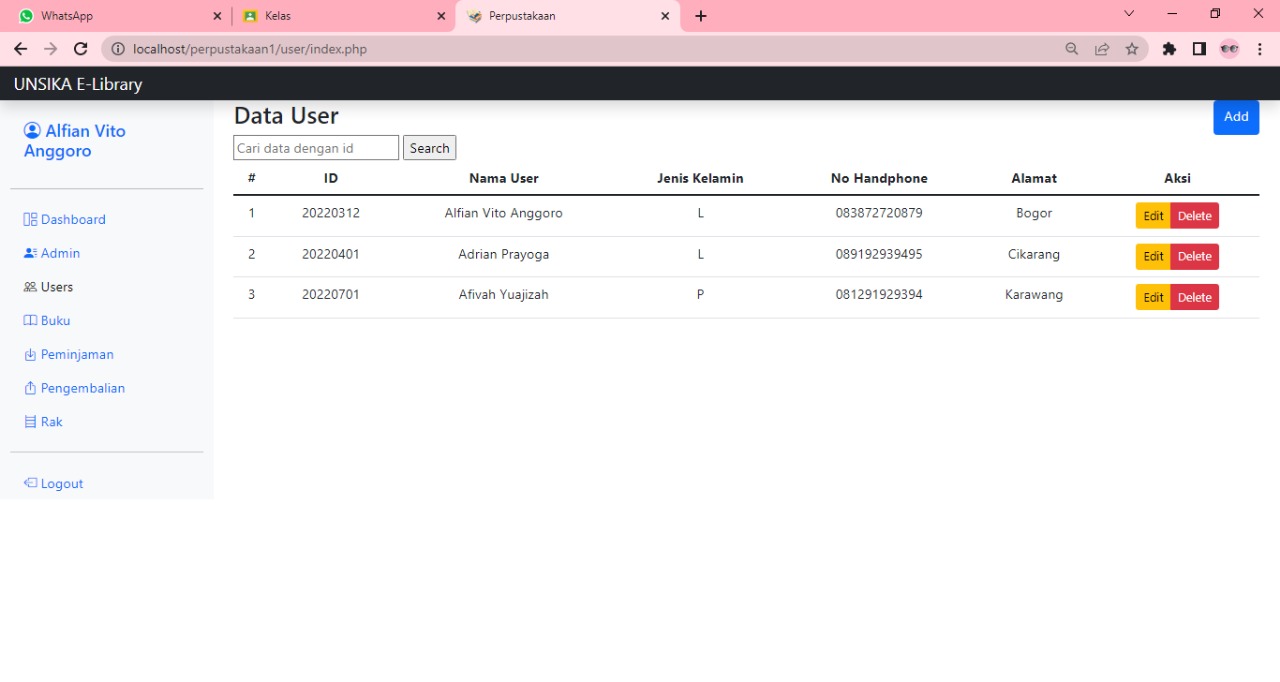 WhatsApp
Kelas
Perpustakaan
localhost/perpustakaan1/user/index.php
UNSIKA E-Library
Alfian Vito
Anggoro
Dashboard
Admin
Users
Buku
Peminjaman
Pengembalian
Rak
Logout
Data User
Add
Cari data dengan id Search
# ID Nama User Jenis Kelamin No Handphone Alamat Aksi
1 20220312 Alfian Vito Anggoro L 083872720879 Bogor Edit Delete
2 20220401 Adrian Prayoga L 089192939495 Cikarang Edit Delete
3 20220701 Afivah Yuajizah P 081291929394 Karawang Edit Delete